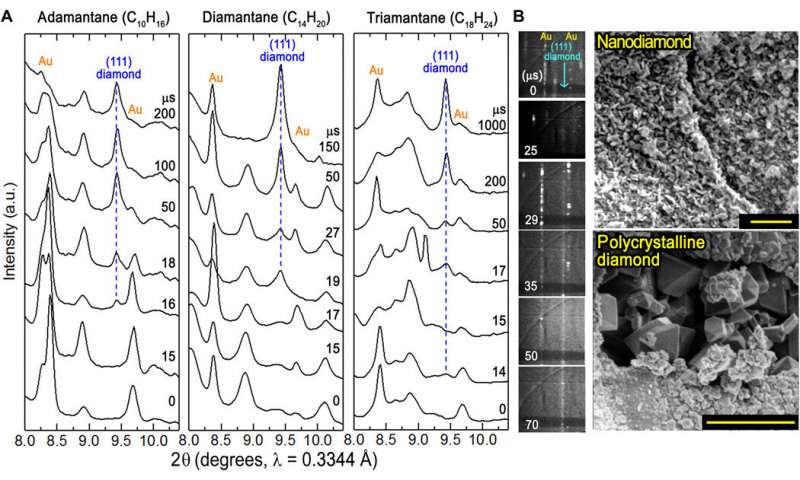 A
Adamantane (C₁₀H₁₆)
Diamantane (C₁₄H₂₀)
Triamantane (C₁₈H₂₄)
Intensity (a.u.)
Au
(111)
diamond
Au
μs
200
100
50
18
16
15
0
8.0 8.5 9.0 9.5 10.0
Au
(111)
diamond
Au
μs
150
50
27
19
17
15
0
8.0 8.5 9.0 9.5 10.0
Au
(111)
diamond
Au
μs
1000
200
50
17
15
14
0
8.0 8.5 9.0 9.5 10.0
2θ (degrees, λ = 0.3344 Å)
B
Au Au
(111)
diamond
(μs)
0
25
29
35
50
70
Nanodiamond
Polycrystalline
diamond